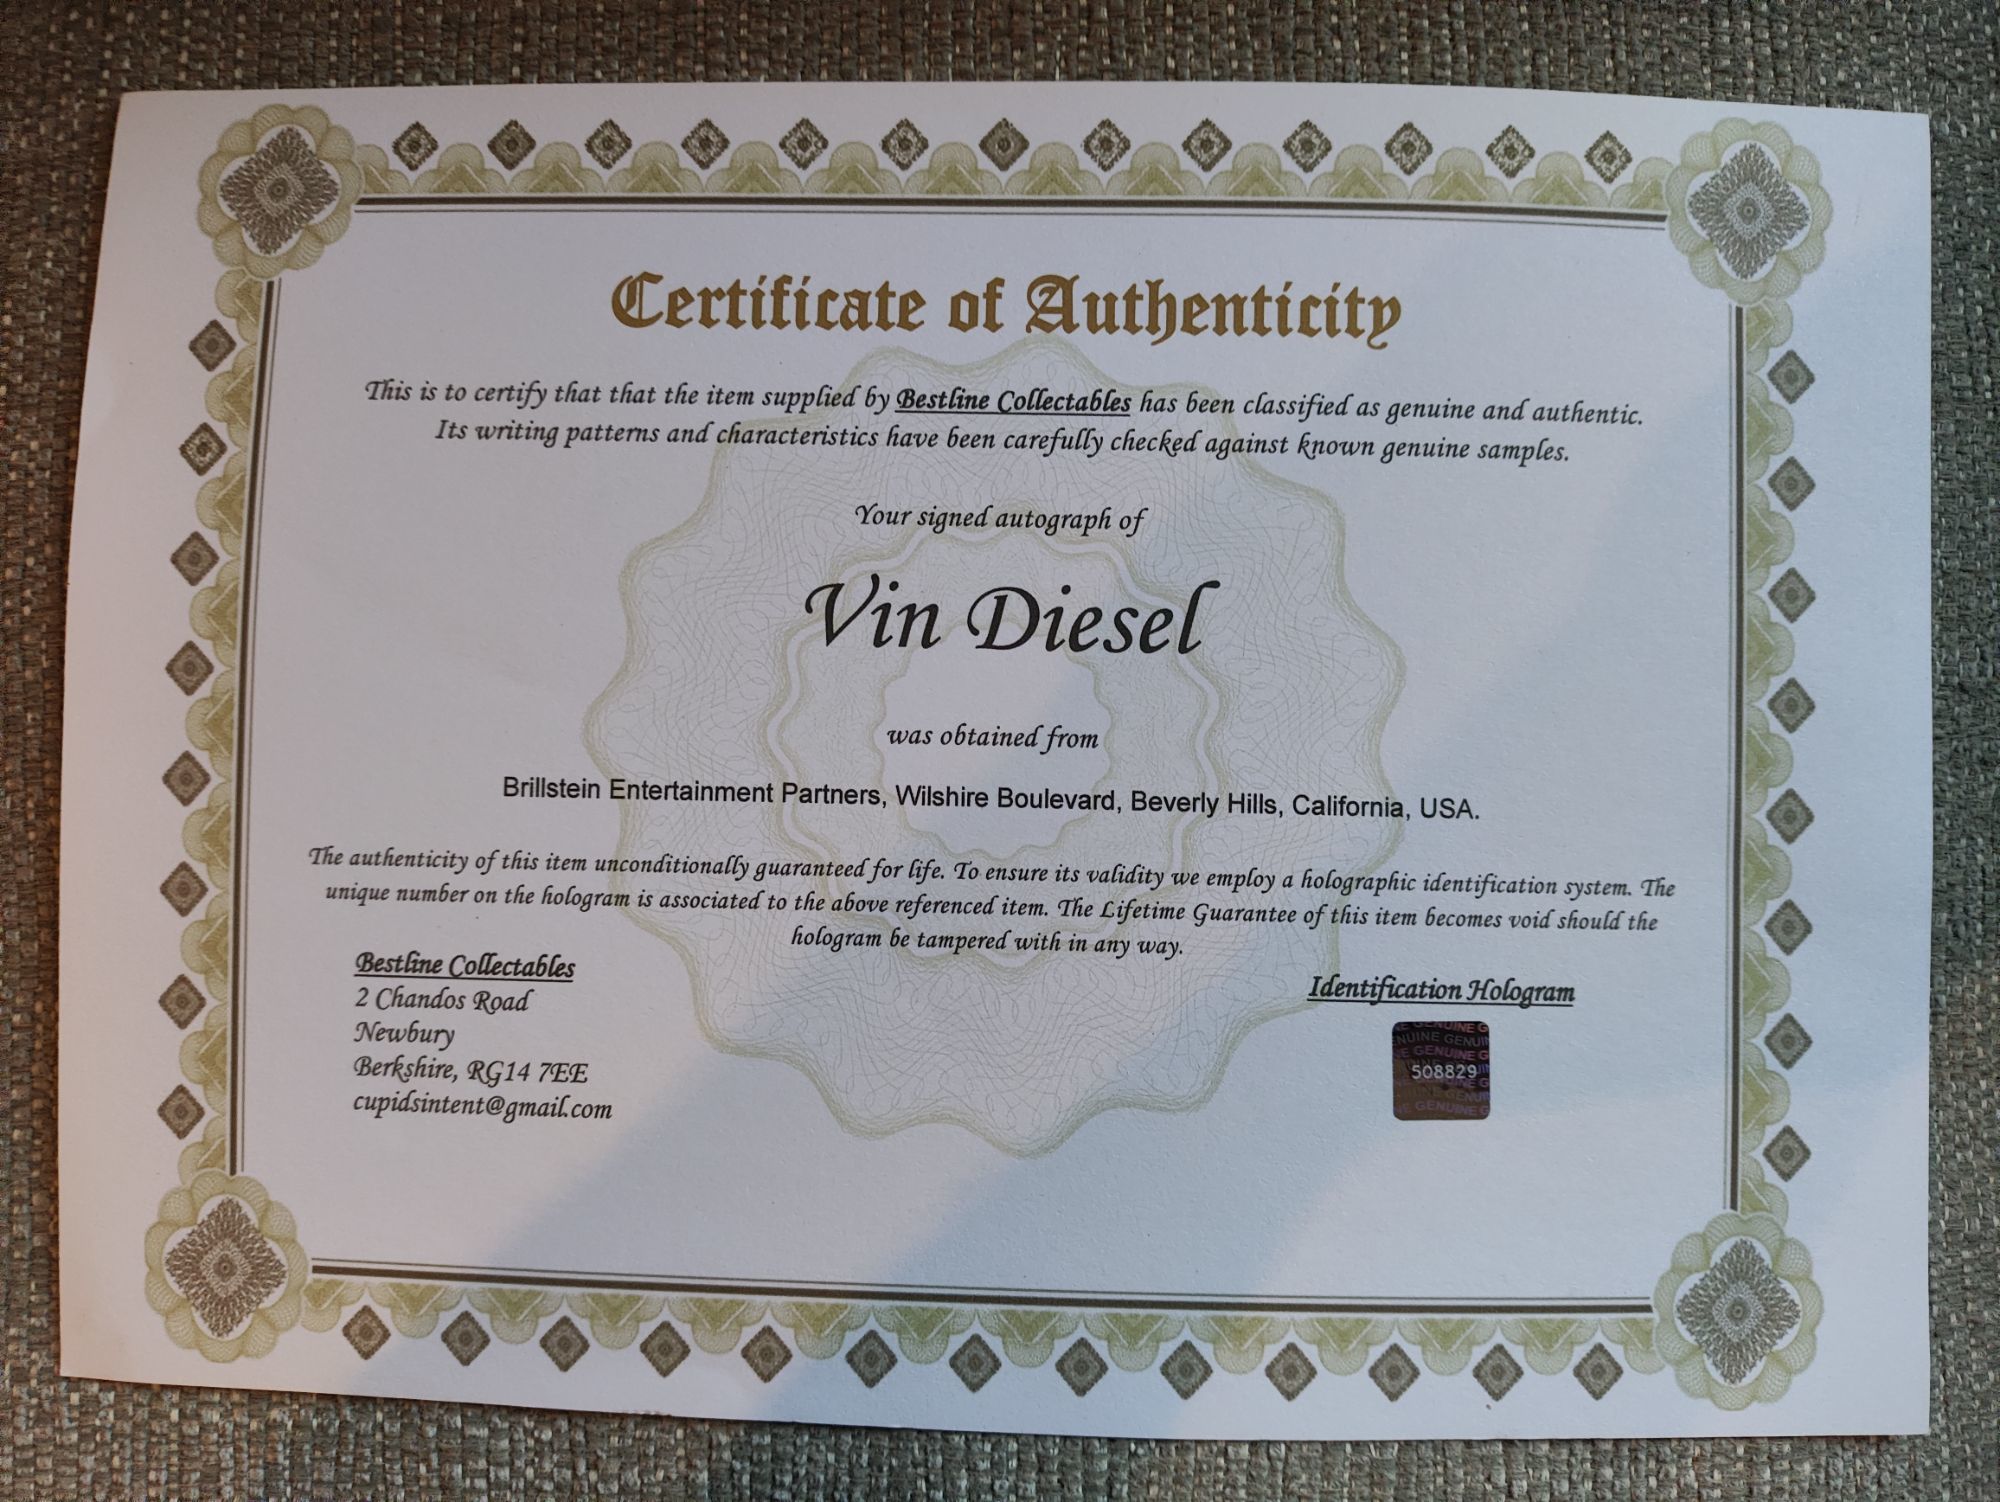 Certificate of Authenticity
This is to certify that that the item supplied by Bestline Collectables has been classified as genuine and authentic.
Its writing patterns and characteristics have been carefully checked against known genuine samples.
Your signed autograph of
Vin Diesel
was obtained from
Brillstein Entertainment Partners, Wilshire Boulevard, Beverly Hills, California, USA.
The authenticity of this item unconditionally guaranteed for life. To ensure its validity we employ a holographic identification system. The
unique number on the hologram is associated to the above referenced item. The Lifetime Guarantee of this item becomes void should the
hologram be tampered with in any way.
Bestline Collectables
2 Chandos Road
Newbury
Berkshire, RG14 7EE
cupidsintent@gmail.com
Identification Hologram
GENUINE
GENUINE
508829
GENUINE